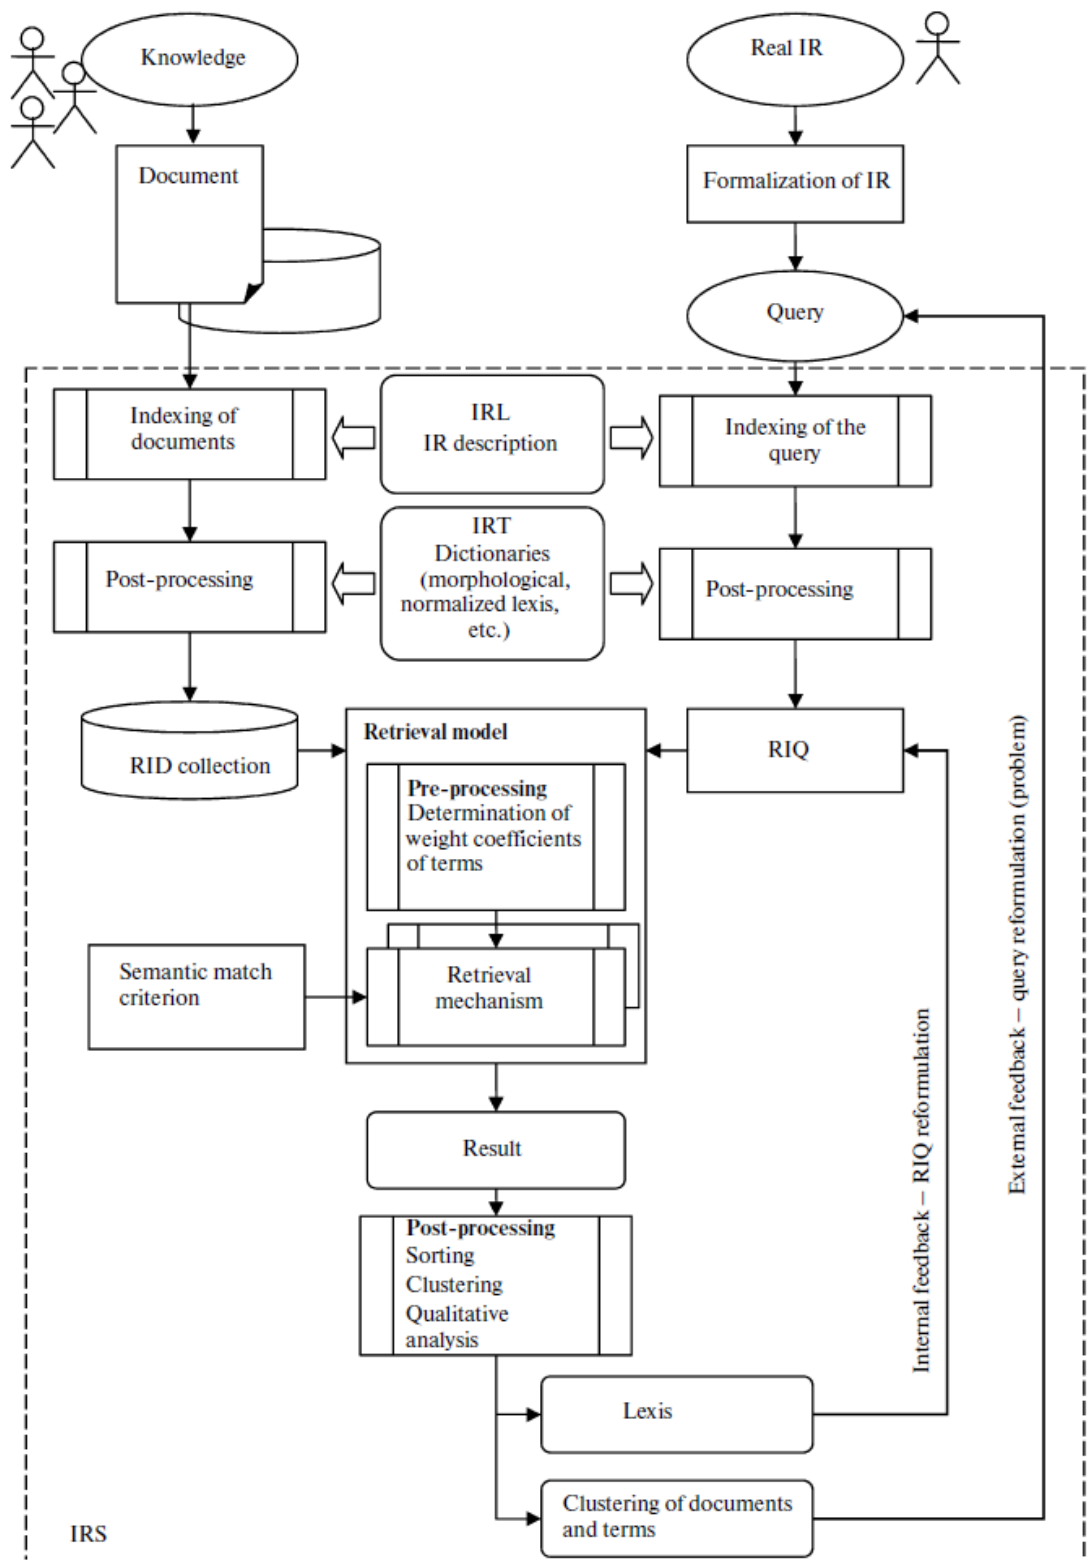 Knowledge
Real IR
Document
Formalization of IR
Query
Indexing of
documents
IRL
IR description
Indexing of the
query
Post-processing
IRT
Dictionaries
(morphological,
normalized lexis,
etc.)
Post-processing
RID collection
Retrieval model
Pre-processing
Determination of
weight coefficients
of terms
RIQ
Semantic match
criterion
Retrieval
mechanism
Result
Post-processing
Sorting
Clustering
Qualitative
analysis
Internal feedback – RIQ reformulation
External feedback – query reformulation (problem)
Lexis
Clustering of documents
and terms
IRS